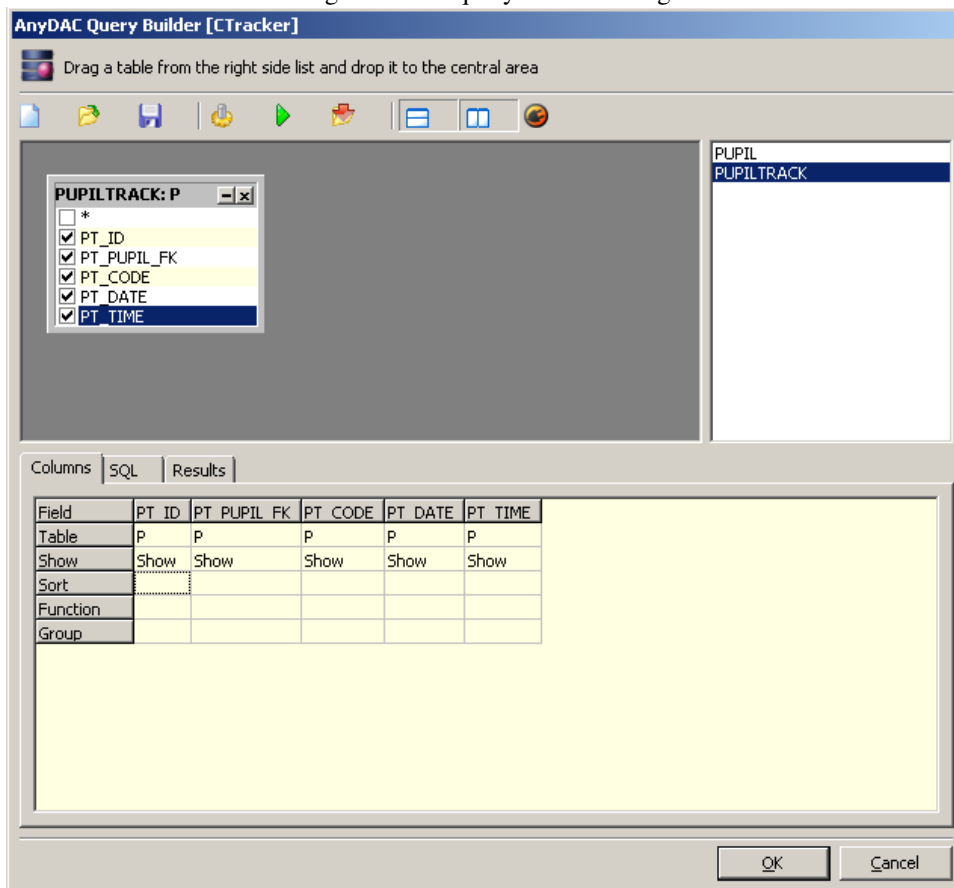 AnyDAC Query Builder [CTracker]
Drag a table from the right side list and drop it to the central area
PUPIL
PUPILTRACK
PUPILTRACK: P
*
PT_ID
PT_PUPIL_FK
PT_CODE
PT_DATE
PT_TIME
Columns SQL Results
Field PT_ID PT_PUPIL_FK PT_CODE PT_DATE PT_TIME
Table P P P P P
Show Show Show Show Show Show
Sort
Function
Group
OK Cancel